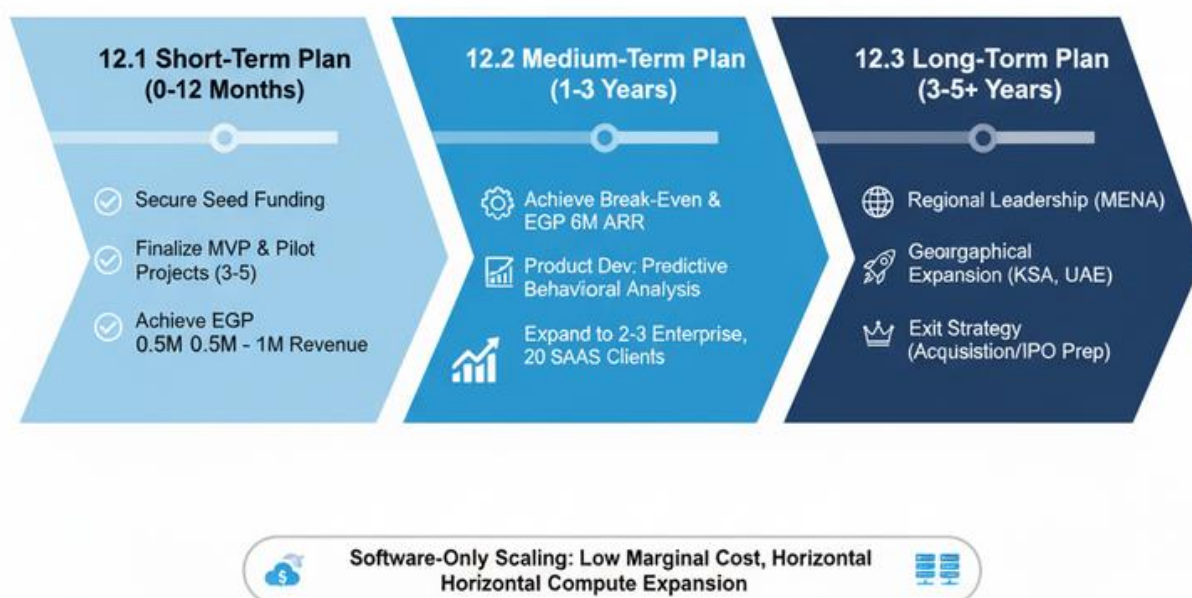 12.1 Short-Term Plan
(0-12 Months)
Secure Seed Funding
Finalize MVP & Pilot
Projects (3-5)
Achieve EGP
0.5M 0.5M - 1M Revenue
12.2 Medium-Term Plan
(1-3 Years)
Achieve Break-Even &
EGP 6M ARR
Product Dev: Predictive
Behavioral Analysis
Expand to 2-3 Enterprise,
20 SAAS Clients
12.3 Long-Torm Plan
(3-5+ Years)
Regional Leadership (MENA)
Geoırgaphical
Expansion (KSA, UAE)
Exit Strategy
(Acqusistion/IPO Prep)
$
Software-Only Scaling: Low Marginal Cost, Horizontal
Horizontal Compute Expansion